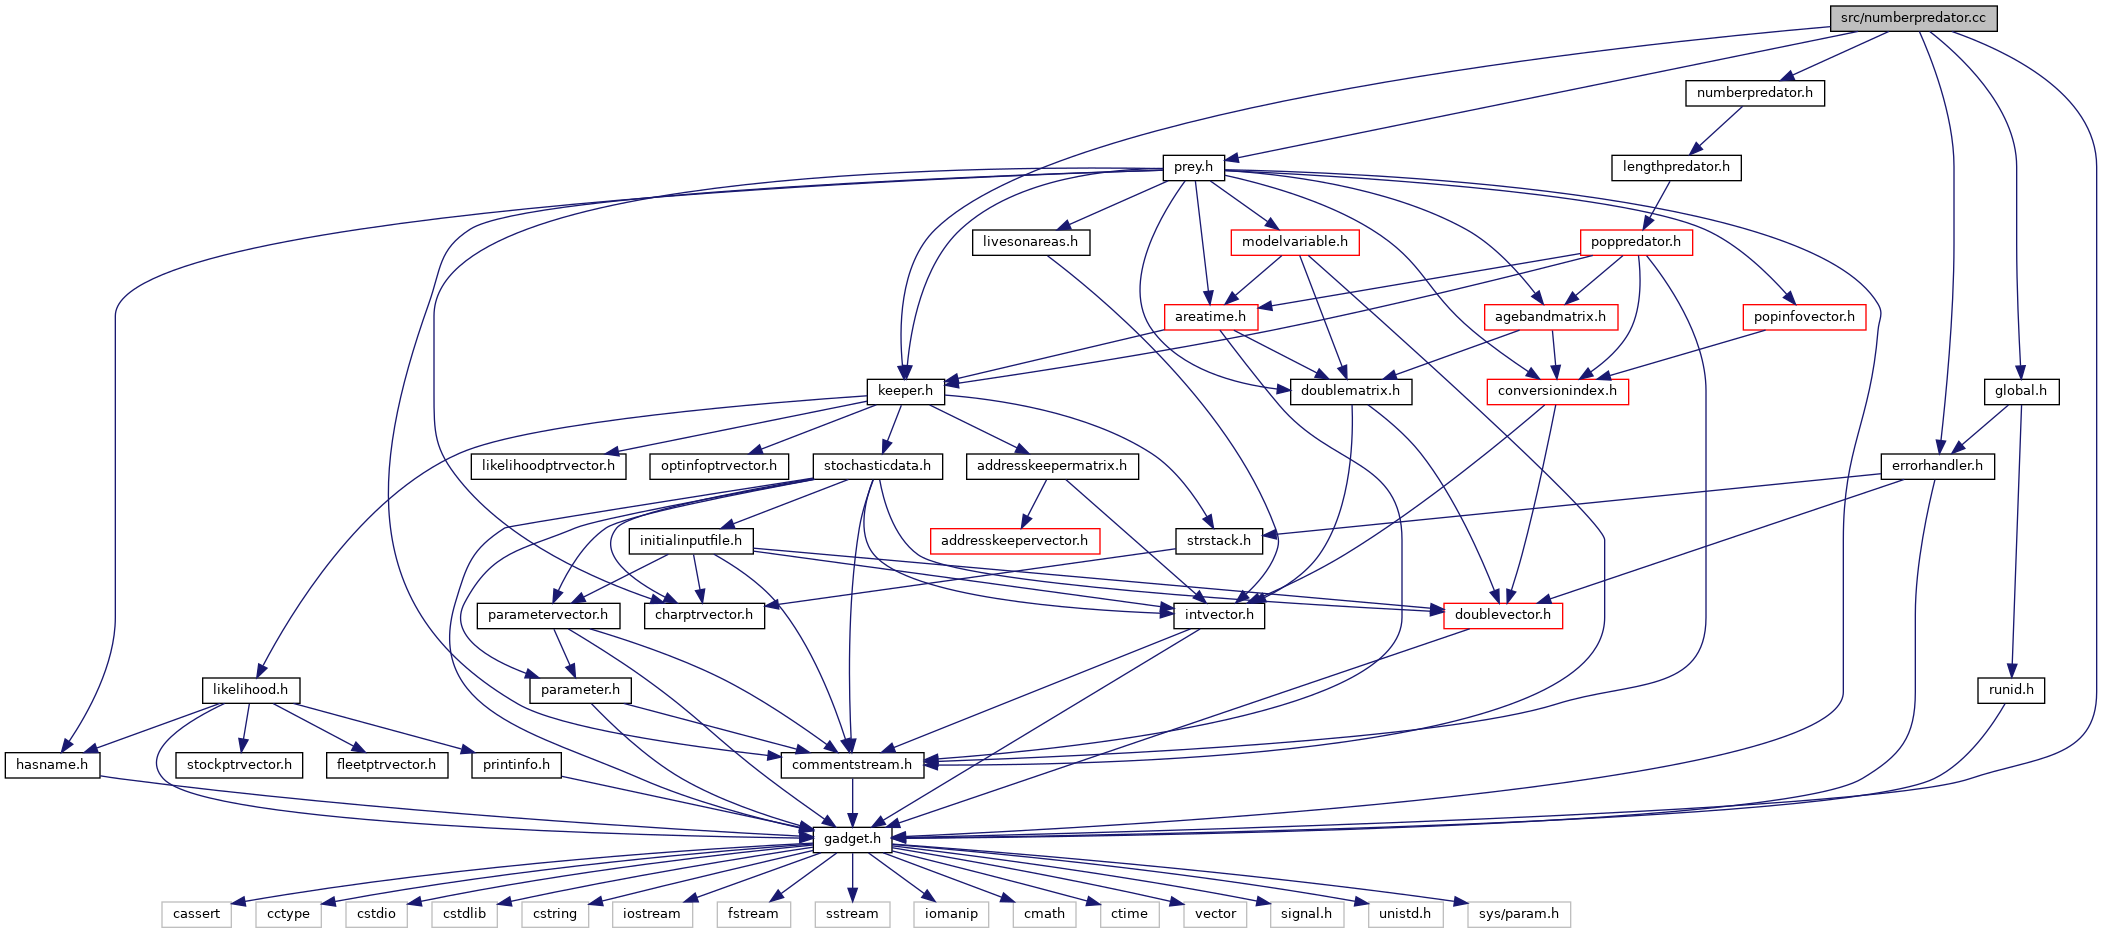 src/numberpredator.cc
numberpredator.h
prey.h
lengthpredator.h
livesonareas.h
modelvariable.h
poppredator.h
areatime.h
agebandmatrix.h
popinfovector.h
keeper.h
doublematrix.h
conversionindex.h
global.h
likelihoodptrvector.h
optinfoptrvector.h
stochasticdata.h
addresskeepermatrix.h
errorhandler.h
initialinputfile.h
addresskeepervector.h
strstack.h
parametervector.h
charptrvector.h
intvector.h
doublevector.h
likelihood.h
parameter.h
runid.h
hasname.h
stockptrvector.h
fleetptrvector.h
printinfo.h
commentstream.h
gadget.h
cassert
cctype
cstdio
cstdlib
cstring
iostream
fstream
sstream
iomanip
cmath
ctime
vector
signal.h
unistd.h
sys/param.h